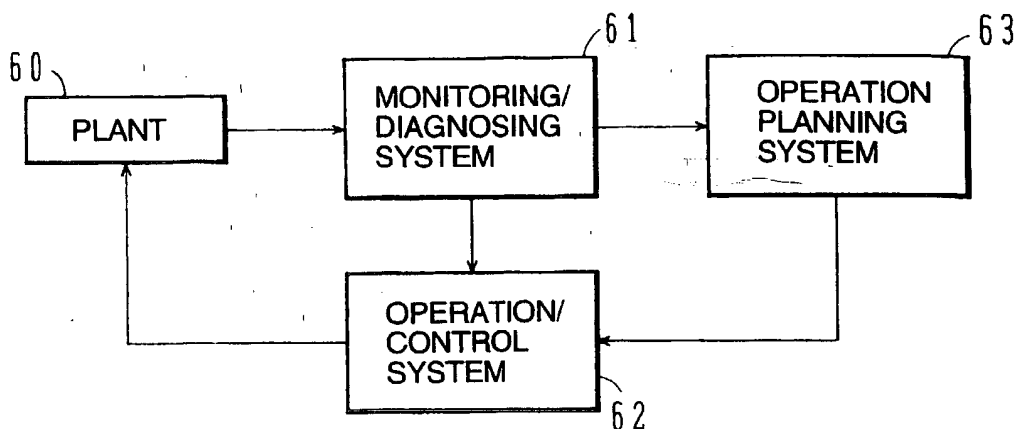 61
63
60
MONITORING/
DIAGNOSING
SYSTEM
OPERATION
PLANNING
SYSTEM
PLANT
OPERATION/
CONTROL
SYSTEM
62